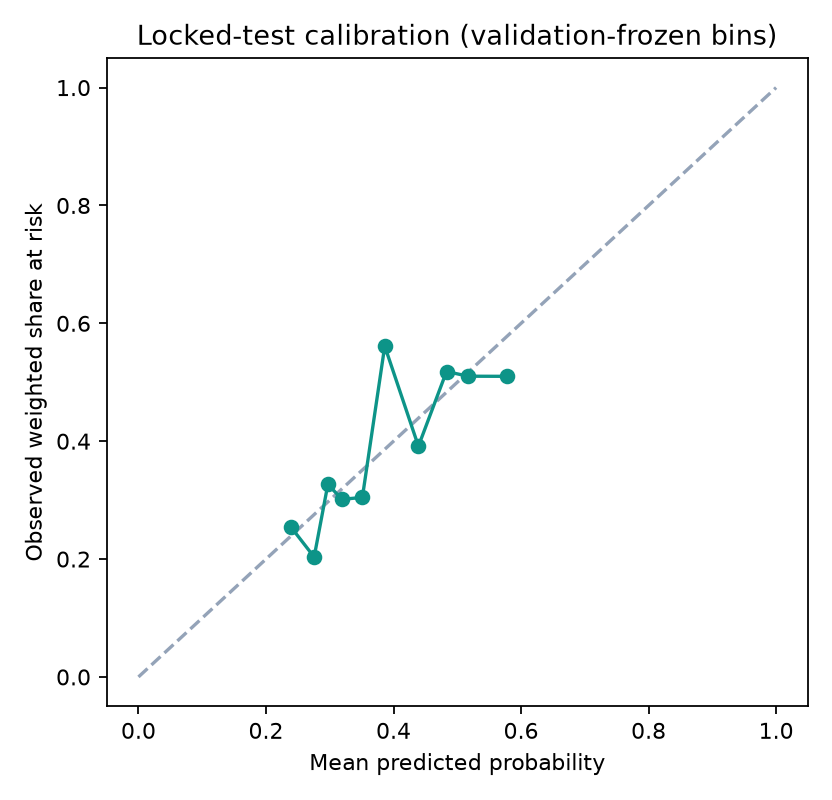 Locked-test calibration (validation-frozen bins)
1.0
0.8
0.6
0.4
0.2
0.0
Observed weighted share at risk
0.0 0.2 0.4 0.6 0.8 1.0
Mean predicted probability